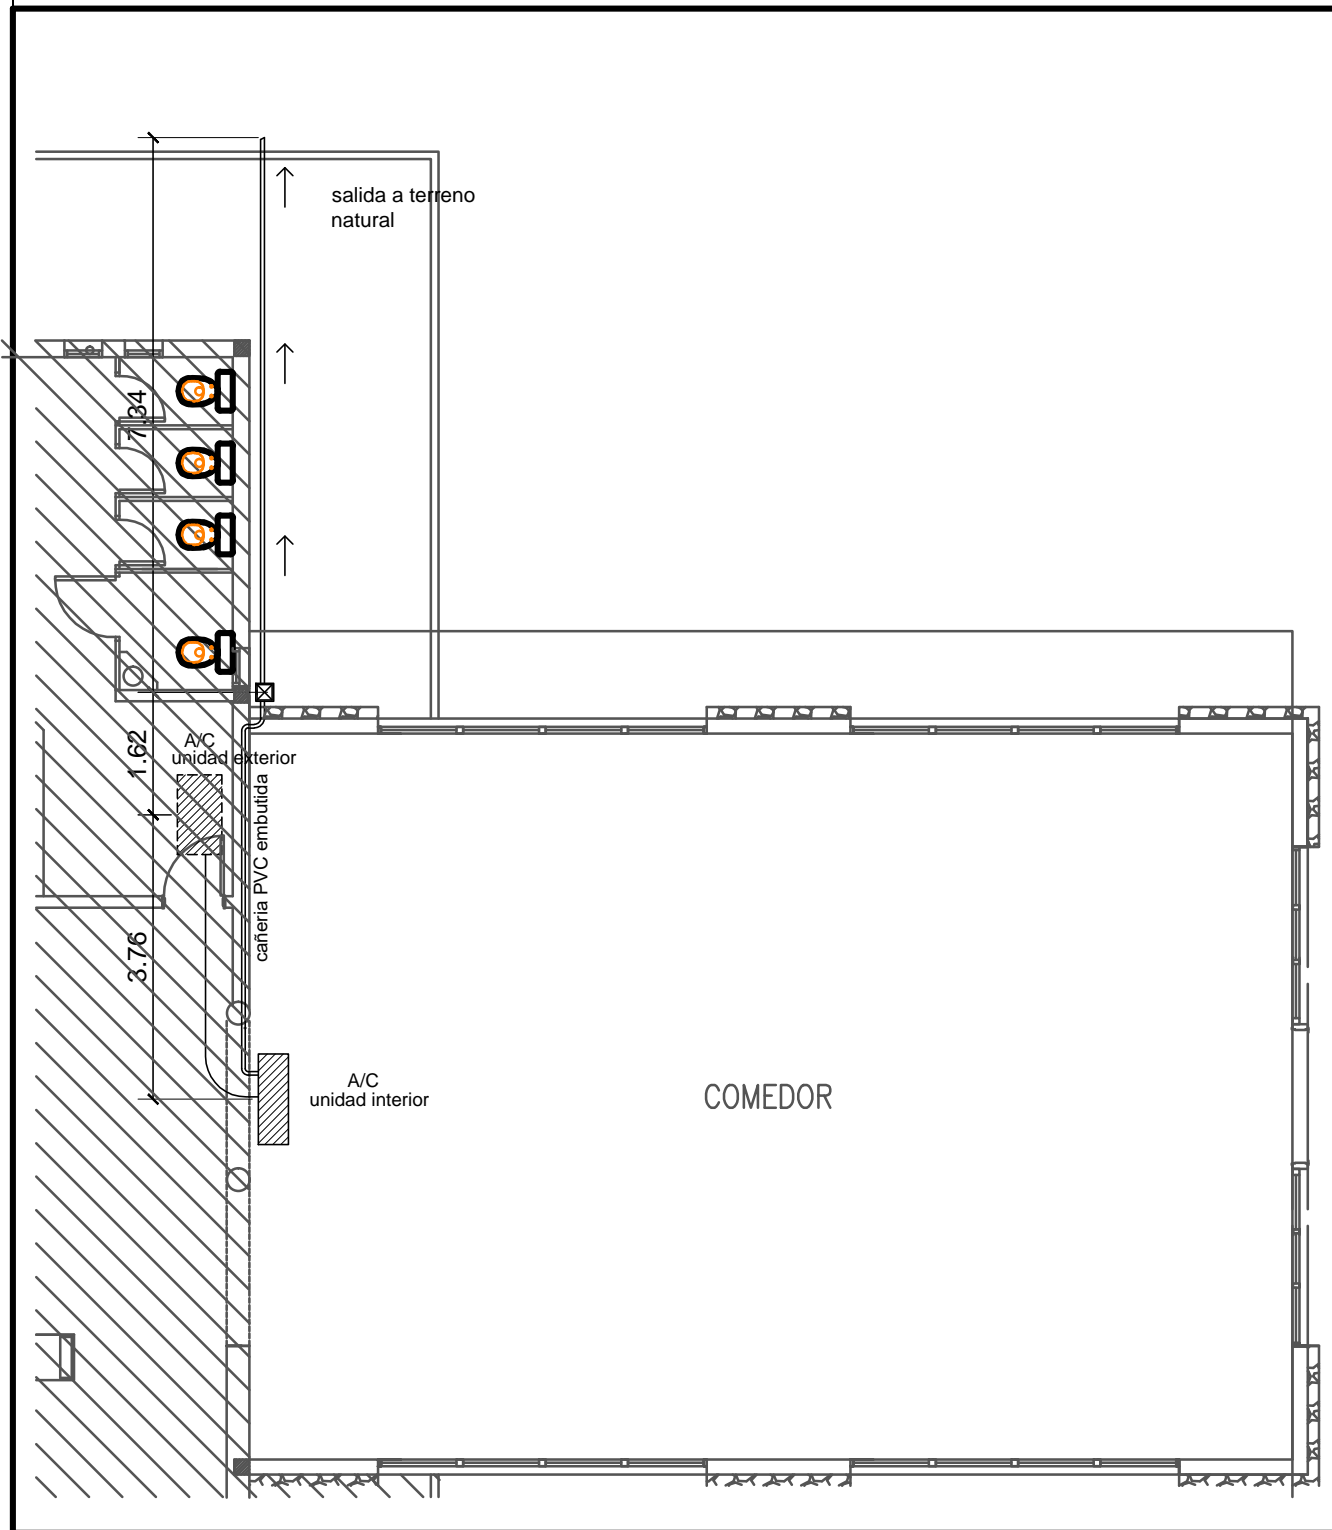 salida a terreno
natural
7.34
A/C
unidad exterior
1.62
cañeria PVC embutida
3.76
A/C
unidad interior
COMEDOR